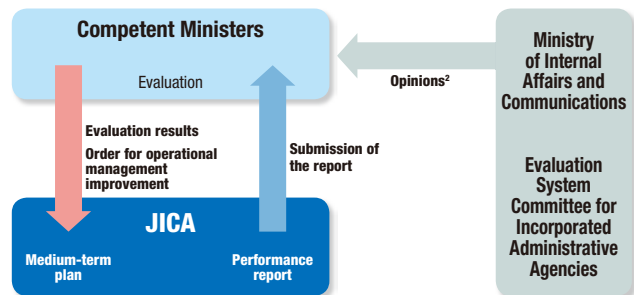 Competent Ministers
Evaluation
Opinions²
Ministry
of Internal
Affairs and
Communications
Evaluation results
Order for operational
management
improvement
Submission of
the report
Evaluation
System
Committee for
Incorporated
Administrative
Agencies
JICA
Medium-term
plan
Performance
report